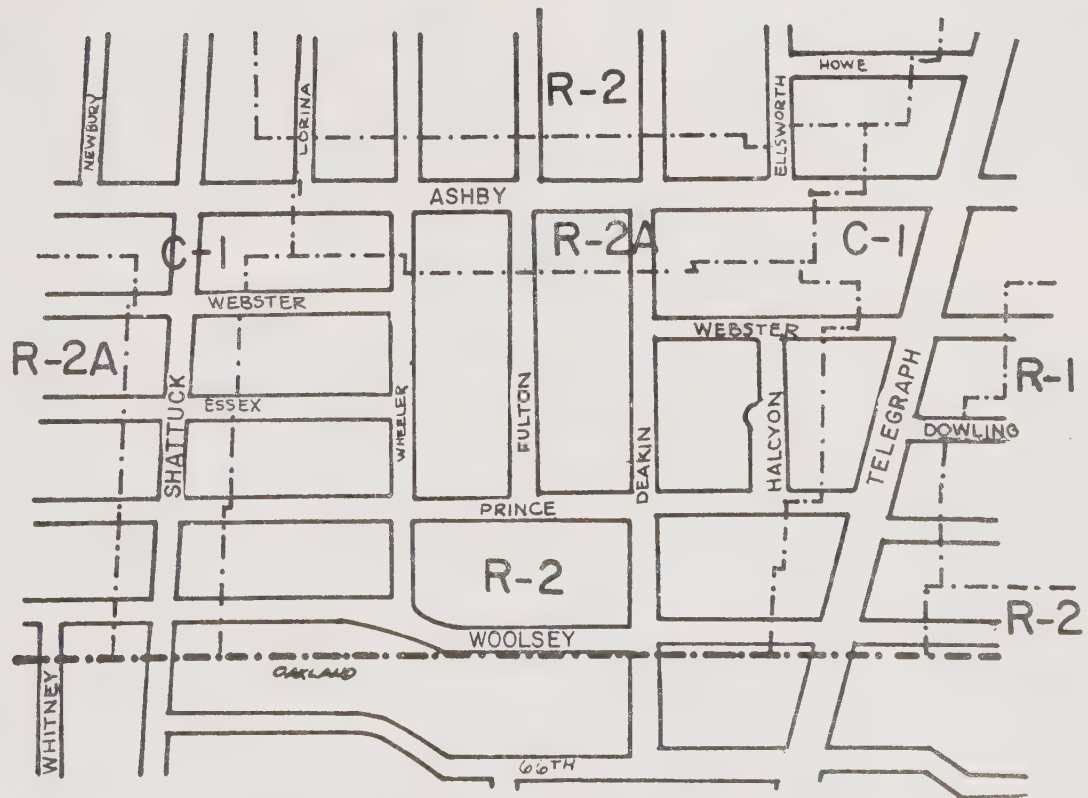 HOWE
R-2
NEWBURY
LORINA
ELLSWORTH
ASHBY
C-1
R-2A
C-1
WEBSTER
WEBSTER
R-2A
R-1
SHATTUCK
ESSEX
WHEELER
FULTON
DEAKIN
HALCYON
TELEGRAPH
DOWLING
PRINCE
R-2
R-2
WOOLSEY
OAKLAND
WHITNEY
66TH